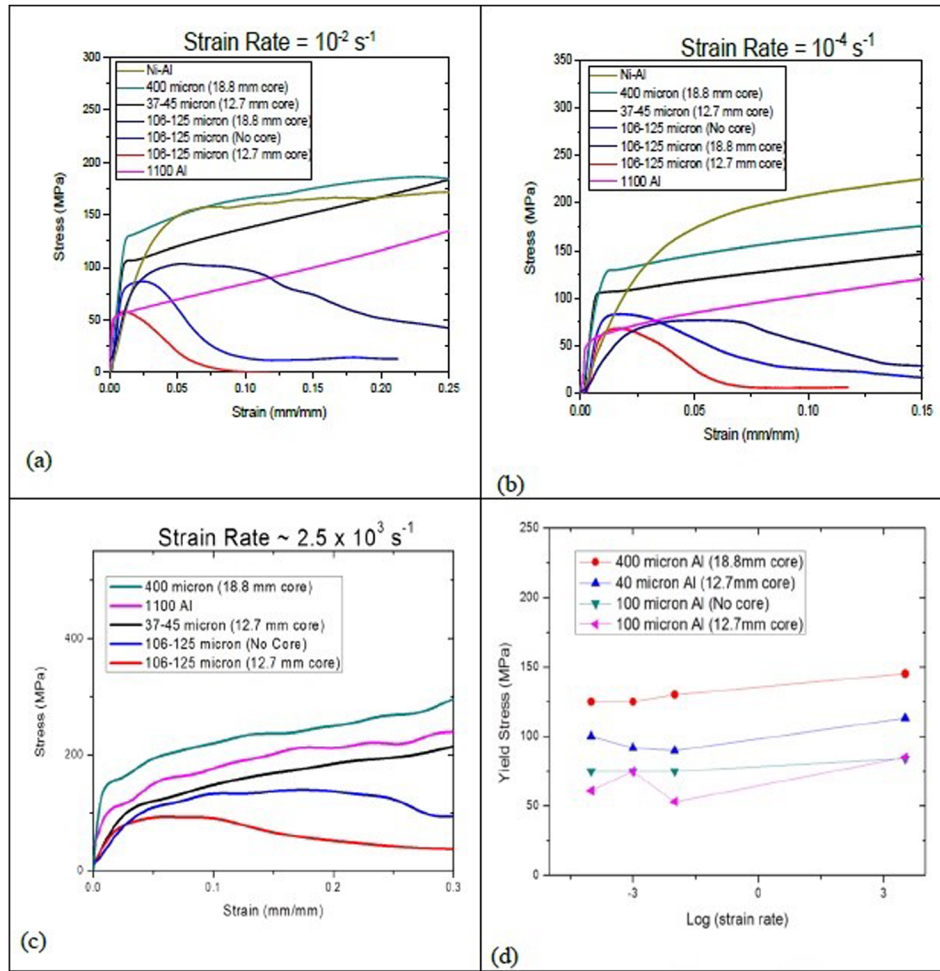 Strain Rate = 10⁻² s⁻¹
300
250
200
150
100
50
0
Stress (MPa)
Ni-Al
400 micron (18.8 mm core)
37-45 micron (12.7 mm core)
106-125 micron (18.8 mm core)
106-125 micron (No core)
106-125 micron (12.7 mm core)
1100 Al
0.00 0.05 0.10 0.15 0.20 0.25
Strain (mm/mm)
(a)
Strain Rate = 10⁻⁴ s⁻¹
350
300
250
200
150
100
50
0
Stress (MPa)
Ni-Al
400 micron (18.8 mm core)
37-45 micron (12.7 mm core)
106-125 micron (No core)
106-125 micron (18.8 mm core)
106-125 micron (12.7 mm core)
1100 Al
0.00 0.05 0.10 0.15
Strain (mm/mm)
(b)
Strain Rate ~ 2.5 x 10³ s⁻¹
400
200
0
Stress (MPa)
400 micron (18.8 mm core)
1100 Al
37-45 micron (12.7 mm core)
106-125 micron (No Core)
106-125 micron (12.7 mm core)
0.0 0.1 0.2 0.3
Strain (mm/mm)
(c)
250
200
150
100
50
0
Yield Stress (MPa)
400 micron Al (18.8mm core)
40 micron Al (12.7mm core)
100 micron Al (No core)
100 micron Al (12.7mm core)
-3 0 3
Log (strain rate)
(d)